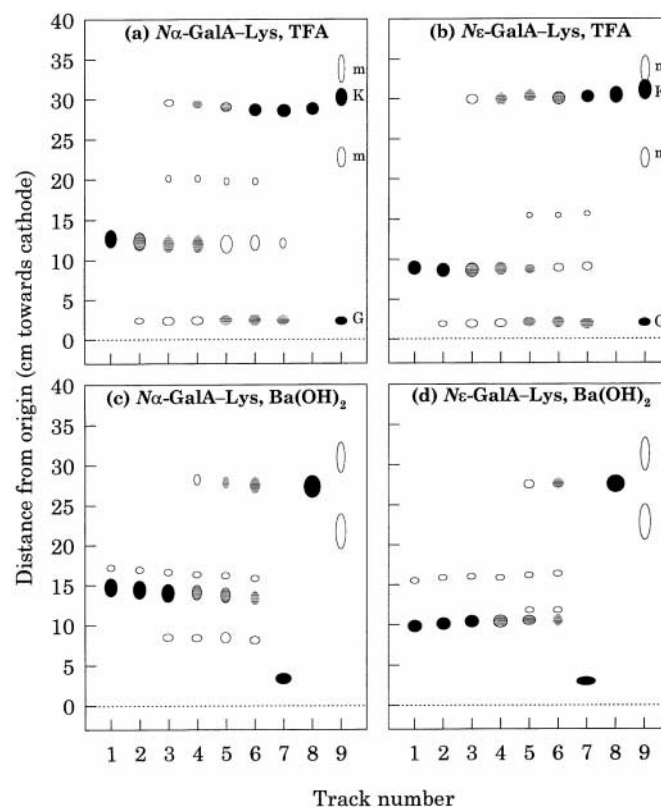 (a) Nα-GalA–Lys, TFA
(b) Nε-GalA–Lys, TFA
(c) Nα-GalA–Lys, Ba(OH)2
(d) Nε-GalA–Lys, Ba(OH)2
Distance from origin (cm towards cathode)
40
35
30
25
20
15
10
5
0
m
K
m
G
40
35
30
25
20
15
10
5
0
1 2 3 4 5 6 7 8 9
1 2 3 4 5 6 7 8 9
Track number